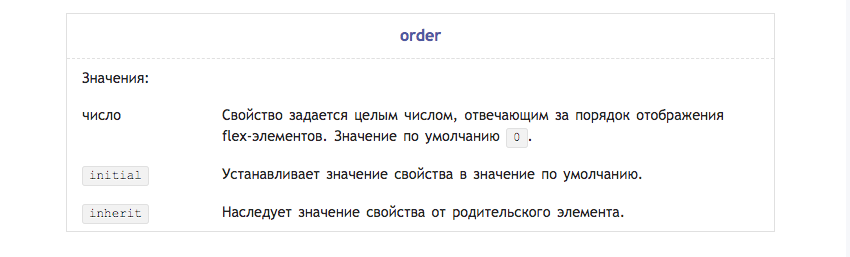 order
Значения:
число
Свойство задается целым числом, отвечающим за порядок отображения
flex-элементов. Значение по умолчанию 0.
initial
Устанавливает значение свойства в значение по умолчанию.
inherit
Наследует значение свойства от родительского элемента.